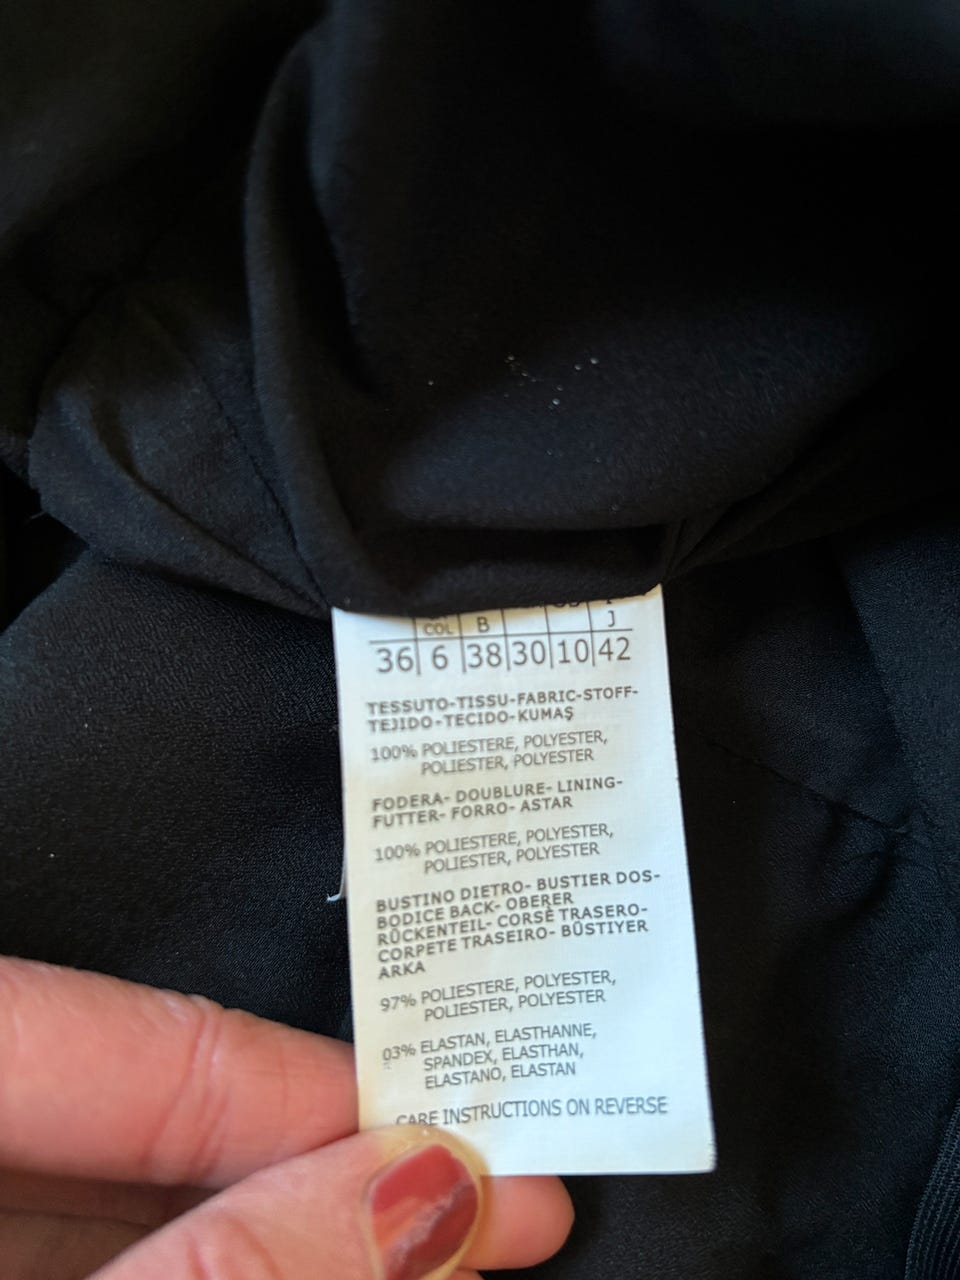 COL B J
36 6 38 30 10 42
TESSUTO-TISSU-FABRIC-STOFF-
TEJIDO-TECIDO-KUMAŞ
100% POLIESTERE, POLYESTER,
POLIESTER, POLYESTER
FODERA- DOUBLURE- LINING-
FUTTER- FORRO- ASTAR
100% POLIESTERE, POLYESTER,
POLIESTER, POLYESTER
BUSTINO DIETRO- BUSTIER DOS-
BODICE BACK- OBERER
RÜCKENTEIL- CORSÈ TRASERO-
CORPETE TRASEIRO- BÜSTIYER
ARKA
97% POLIESTERE, POLYESTER,
POLIESTER, POLYESTER
03% ELASTAN, ELASTHANNE,
SPANDEX, ELASTHAN,
ELASTANO, ELASTAN
CARE INSTRUCTIONS ON REVERSE